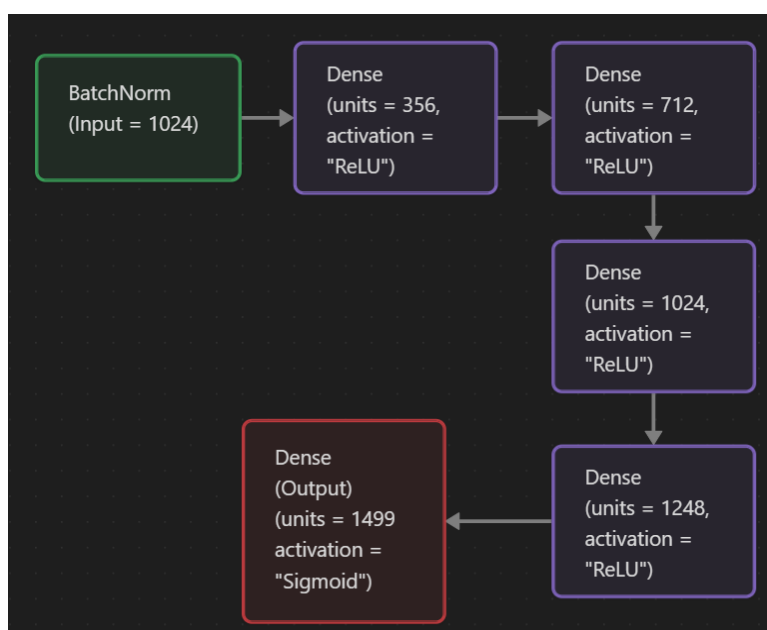 BatchNorm
(Input = 1024)
Dense
(units = 356,
activation =
"ReLU")
Dense
(units = 712,
activation =
"ReLU")
Dense
(units = 1024,
activation =
"ReLU")
Dense
(units = 1248,
activation =
"ReLU")
Dense
(Output)
(units = 1499
activation =
"Sigmoid")